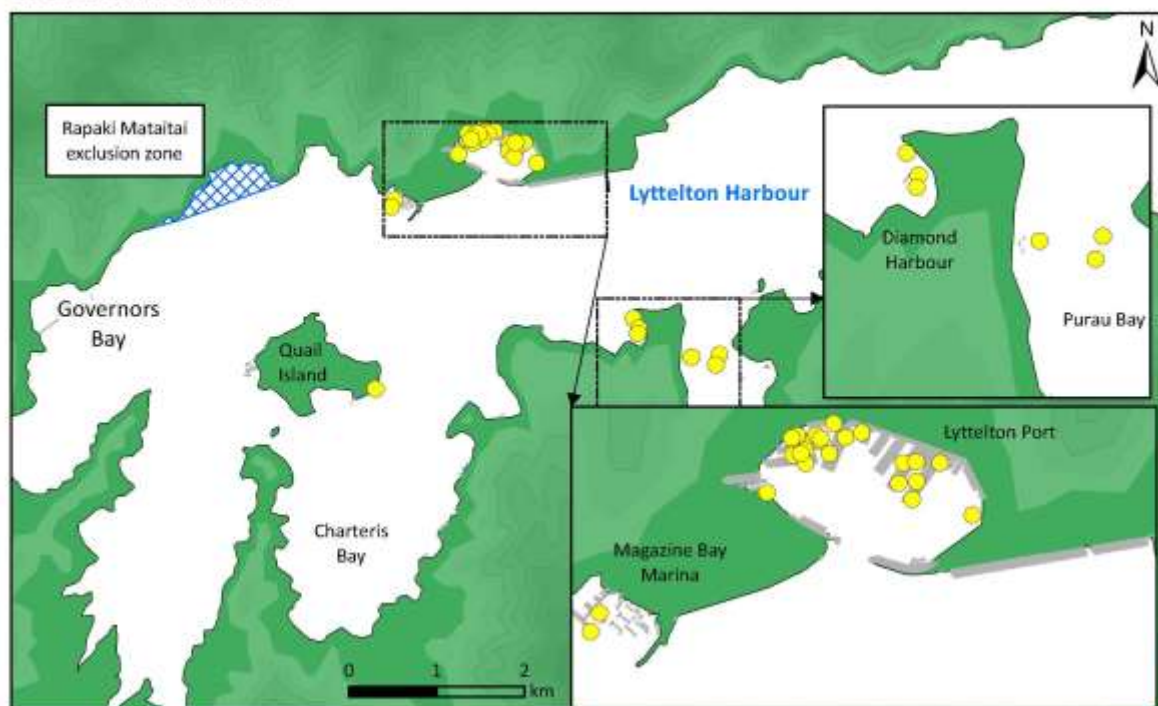 N
Rapaki Mataitai
exclusion zone
Lyttelton Harbour
Diamond
Harbour
Purau Bay
Governors
Bay
Quail
Island
Lyttelton Port
Charteris
Bay
Magazine Bay
Marina
0 1 2
km